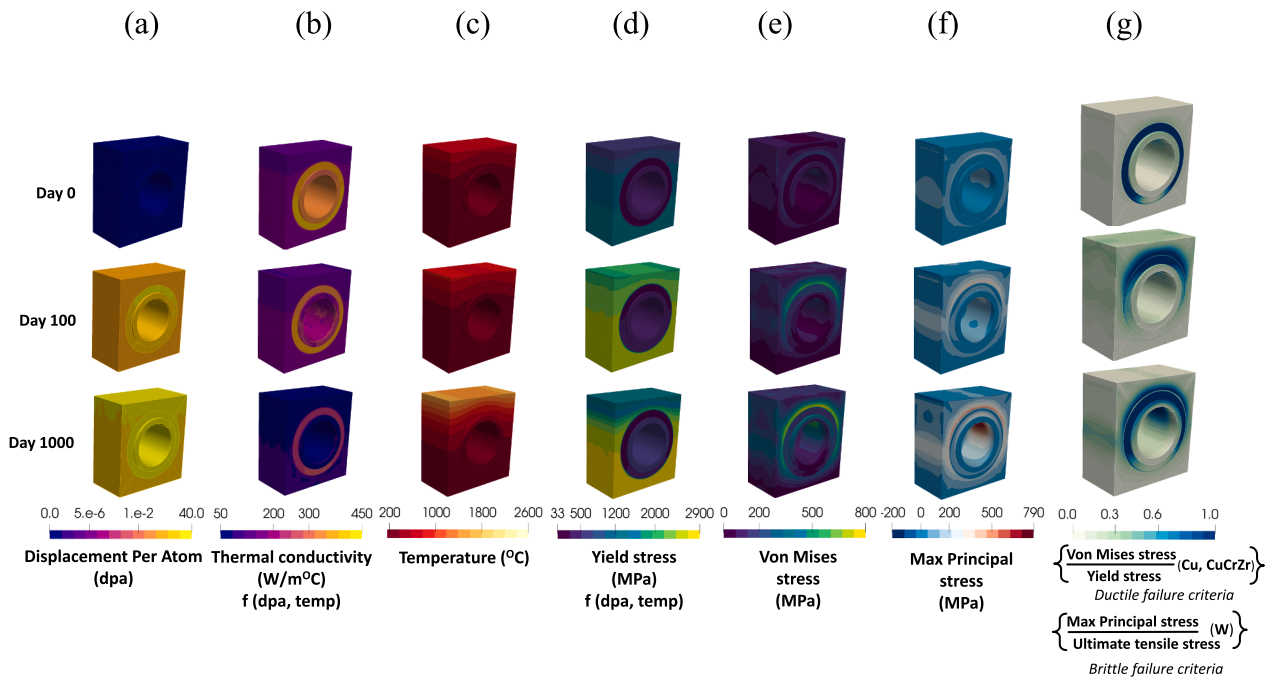 (a) (b) (c) (d) (e) (f) (g)
Day 0
Day 100
Day 1000
0.0 5.e-6 1.e-2 40.0
Displacement Per Atom
(dpa)
50 200 300 450
Thermal conductivity
(W/mOC)
f (dpa, temp)
200 1000 1800 2600
Temperature (OC)
33 500 1200 2000 2900
Yield stress
(MPa)
f (dpa, temp)
0 200 500 800
Von Mises
stress
(MPa)
-200 0 200 500 790
Max Principal
stress
(MPa)
0.0 0.3 0.6 1.0
{Von Mises stress
Yield stress (Cu, CuCrZr)}
Ductile failure criteria
{Max Principal stress
Ultimate tensile stress (W)}
Brittle failure criteria